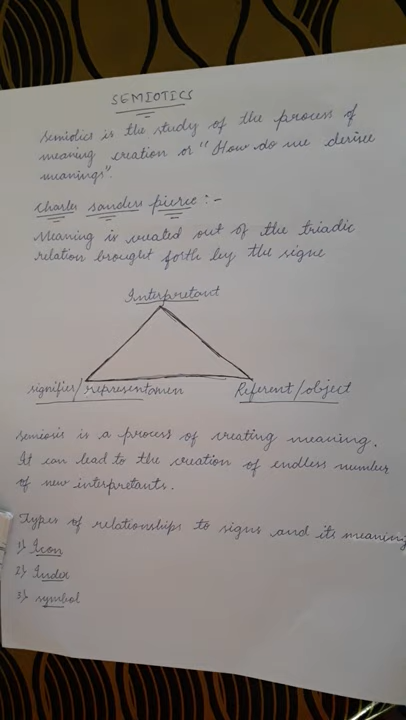 SEMIOTICS
Semiotics is the study of the process of
meaning creation or "How do we derive
meanings".
Charles Sanders pierce :-
Meaning is created out of the triadic
relation brought forth by the signs
Interpretant
signifier/representamen
Referent/object
Semiosis is a process of creating meaning.
It can lead to the creation of endless number
of new interpretants.
Types of relationships to signs and its meaning
1) Icon
2) Index
3) symbol